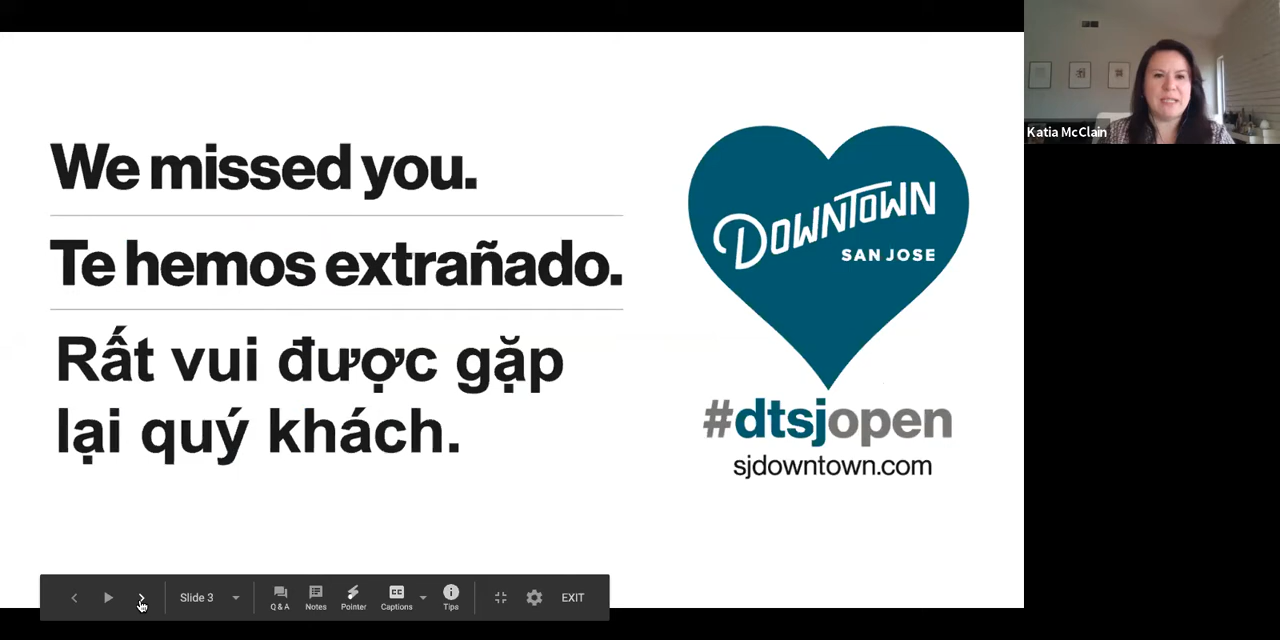 We missed you.
Te hemos extrañado.
Rất vui được gặp
lại quý khách.
DOWNTOWN
SAN JOSE
#dtsjopen
sjdowntown.com
Katia McClain
Slide 3
Q & A
Notes
Pointer
CC
Captions
Tips
EXIT